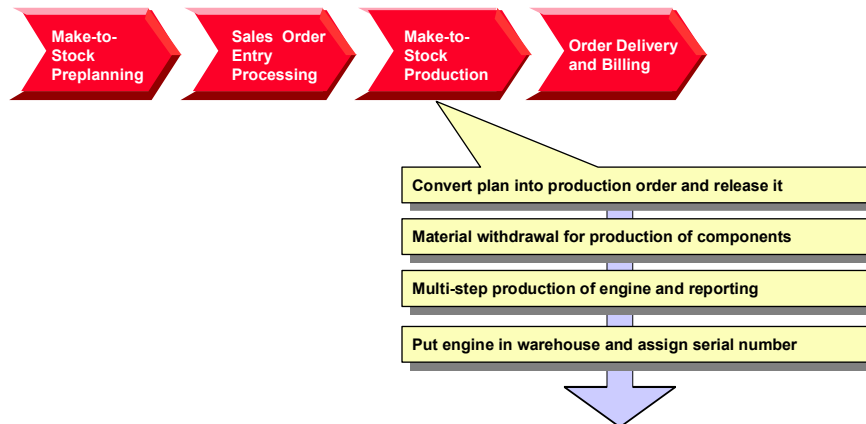 Make-to-
Stock
Preplanning
Sales Order
Entry
Processing
Make-to-
Stock
Production
Order Delivery
and Billing
Convert plan into production order and release it
Material withdrawal for production of components
Multi-step production of engine and reporting
Put engine in warehouse and assign serial number